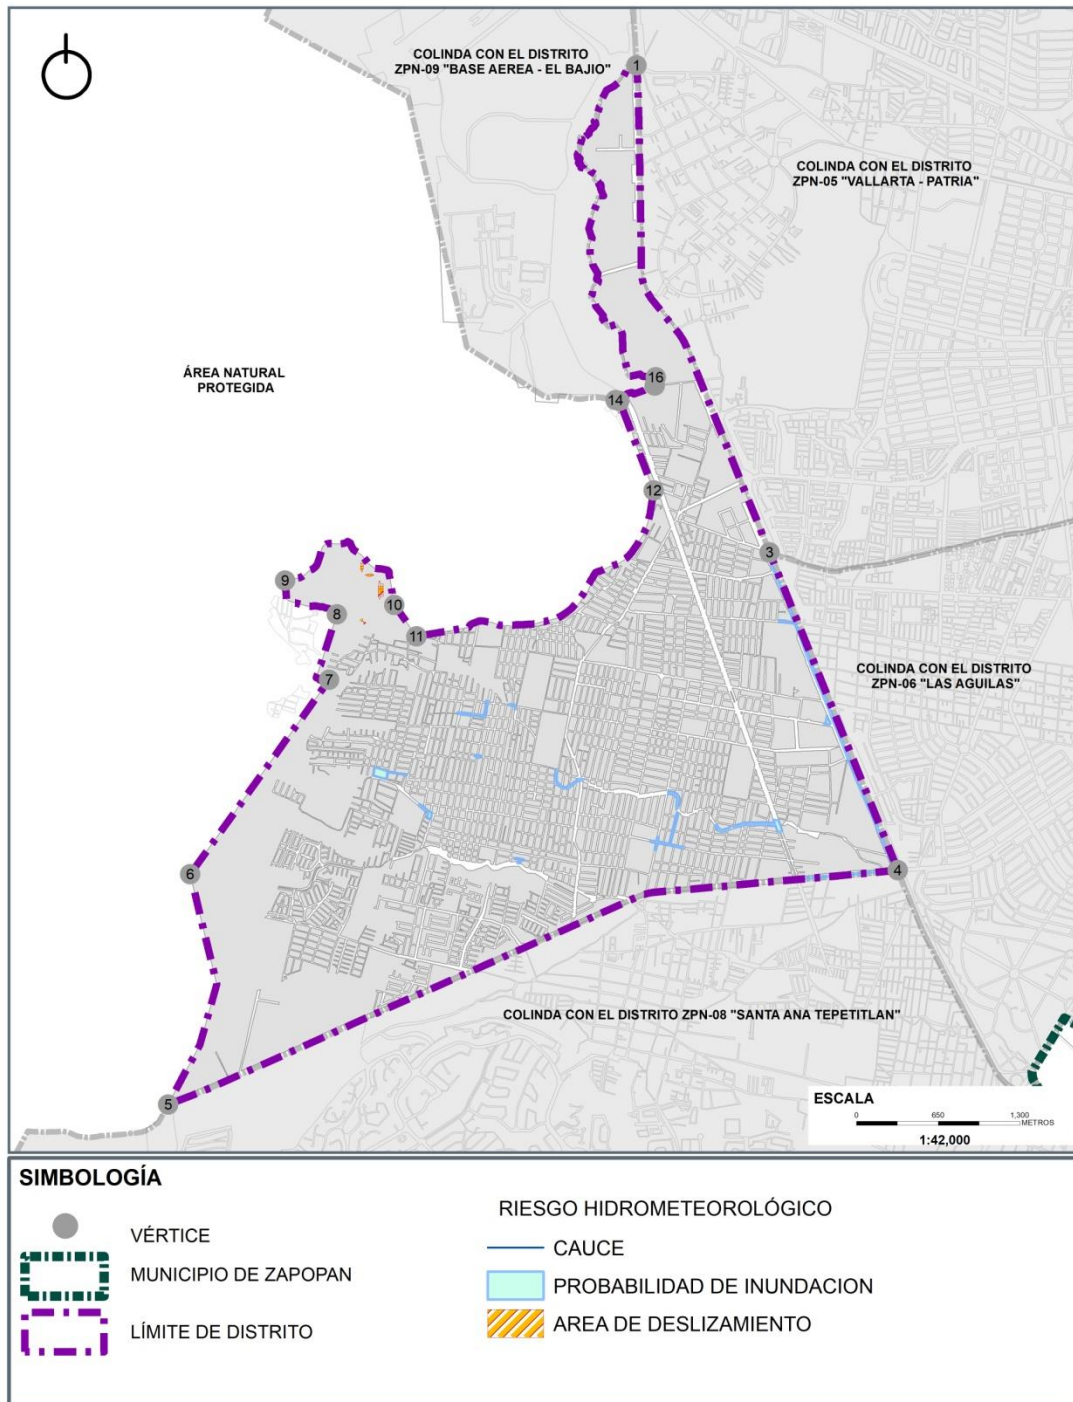 COLINDA CON EL DISTRITO
ZPN-09 "BASE AEREA - EL BAJIO"
1
COLINDA CON EL DISTRITO
ZPN-05 "VALLARTA - PATRIA"
ÁREA NATURAL
PROTEGIDA
16
14
12
3
9
10
8
11
COLINDA CON EL DISTRITO
ZPN-06 "LAS AGUILAS"
7
6
4
COLINDA CON EL DISTRITO ZPN-08 "SANTA ANA TEPETITLAN"
5
ESCALA
0 650 1,300
METROS
1:42,000
SIMBOLOGÍA
VÉRTICE
MUNICIPIO DE ZAPOPAN
LÍMITE DE DISTRITO
RIESGO HIDROMETEOROLÓGICO
CAUCE
PROBABILIDAD DE INUNDACION
AREA DE DESLIZAMIENTO